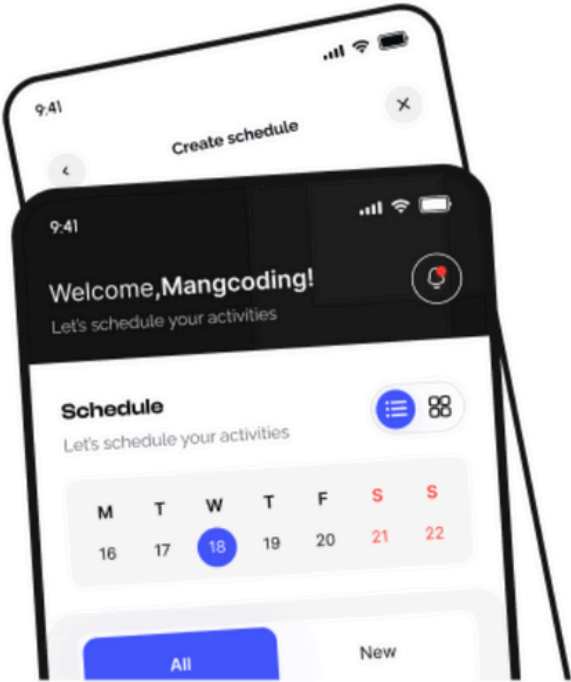 9:41
Create schedule
9:41
Welcome,Mangcoding!
Let's schedule your activities
Schedule
Let's schedule your activities
M T W T F S S
16 17 18 19 20 21 22
All New